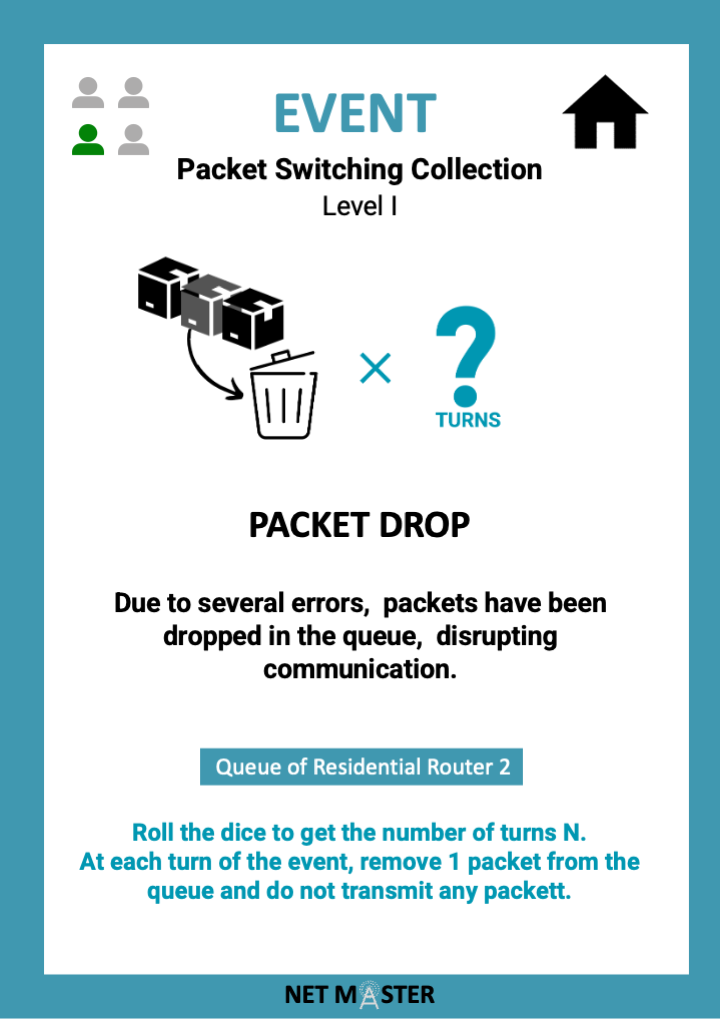 EVENT
Packet Switching Collection
Level I
?
TURNS
PACKET DROP
Due to several errors,  packets have been
dropped in the queue,  disrupting
communication.
Queue of Residential Router 2
Roll the dice to get the number of turns N.
At each turn of the event, remove 1 packet from the
queue and do not transmit any packett.
NET MASTER